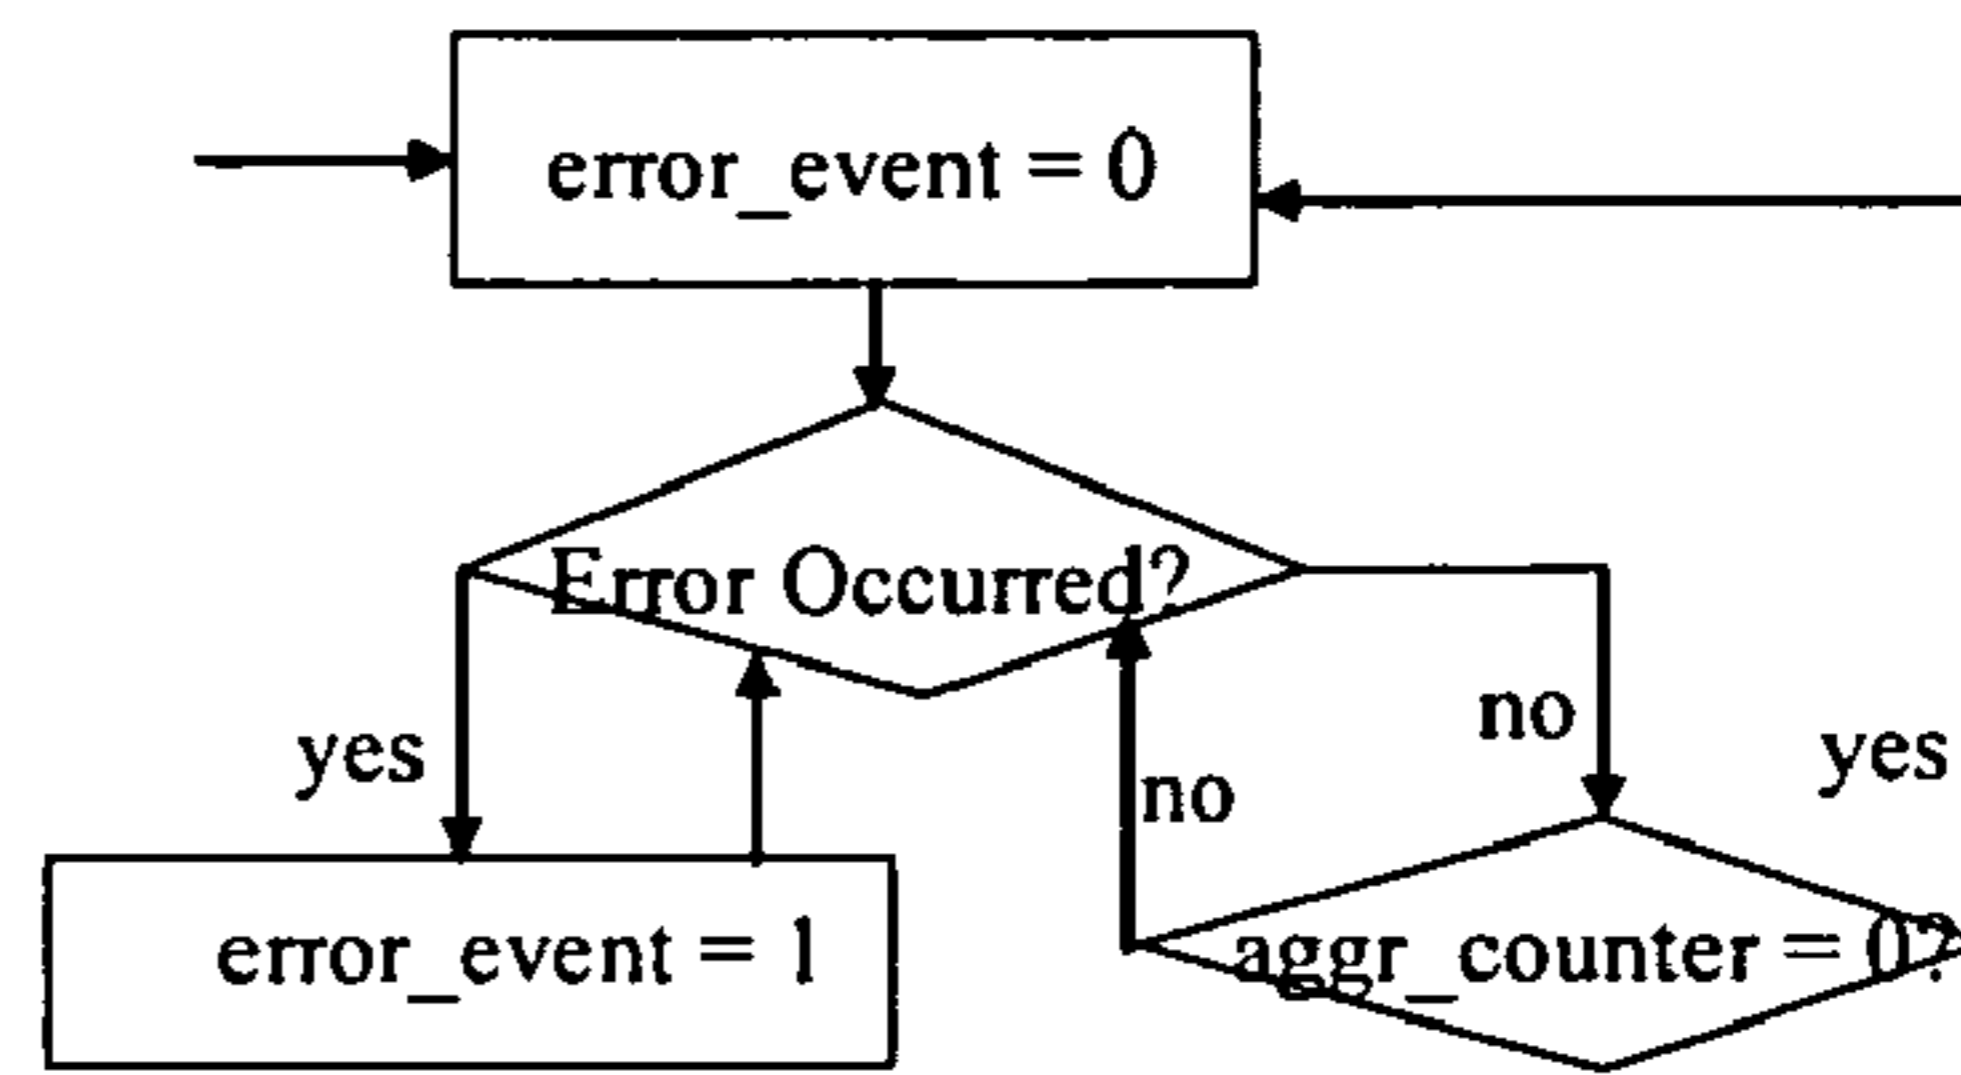 error_event = 0
Error Occurred?
yes
no
no
yes
error_event = 1
aggr_counter = 0?